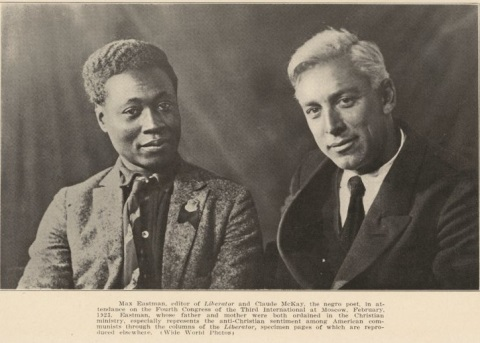 Max Eastman, editor of Liberator and Claude McKay, the negro poet, in at-
tendance on the Fourth Congress of the Third International at Moscow, February,
1923. Eastman, whose father and mother were both ordained in the Christian
ministry, especially represents the anti-Christian sentiment among American com-
munists through the columns of the Liberator, specimen pages of which are repro-
duced elsewhere. (Wide World Photos)